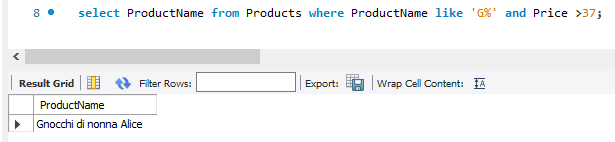 8 select ProductName from Products where ProductName like 'G%' and Price >37;
Result Grid Filter Rows: Export: Wrap Cell Content: IA
ProductName
Gnocchi di nonna Alice